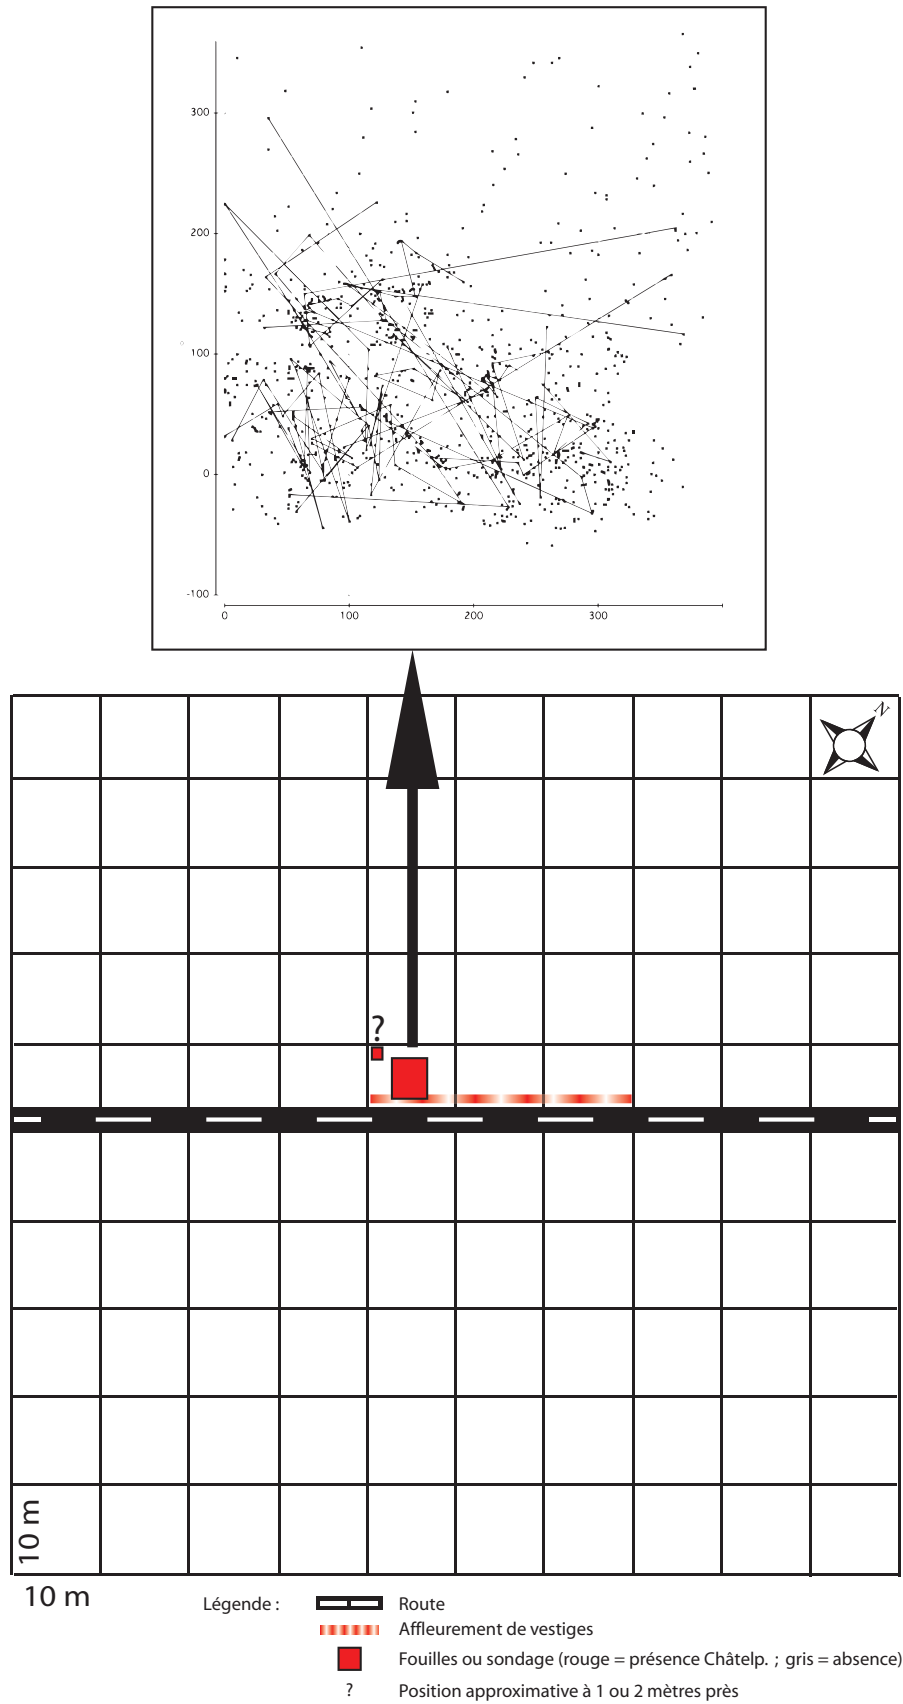 300
200
100
0
-100
0 100 200 300
N
?
10 m
10 m
Légende :
Route
Affleurement de vestiges
Fouilles ou sondage (rouge = présence Châtelp. ; gris = absence)
? Position approximative à 1 ou 2 mètres près